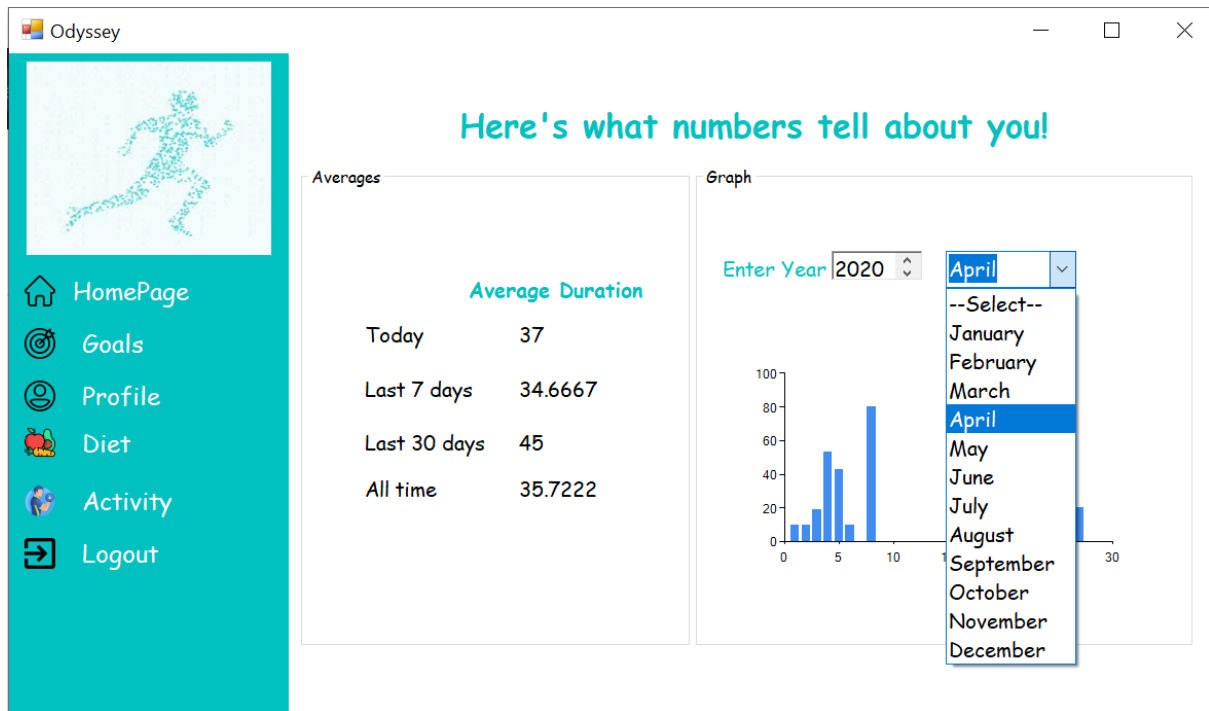 Odyssey
Here's what numbers tell about you!
HomePage
Goals
Profile
Diet
Activity
Logout
Averages
Average Duration
Today 37
Last 7 days 34.6667
Last 30 days 45
All time 35.7222
Graph
Enter Year 2020 April
--Select--
January
February
March
April
May
June
July
August
September
October
November
December
100
80
60
40
20
0
0 5 10 30